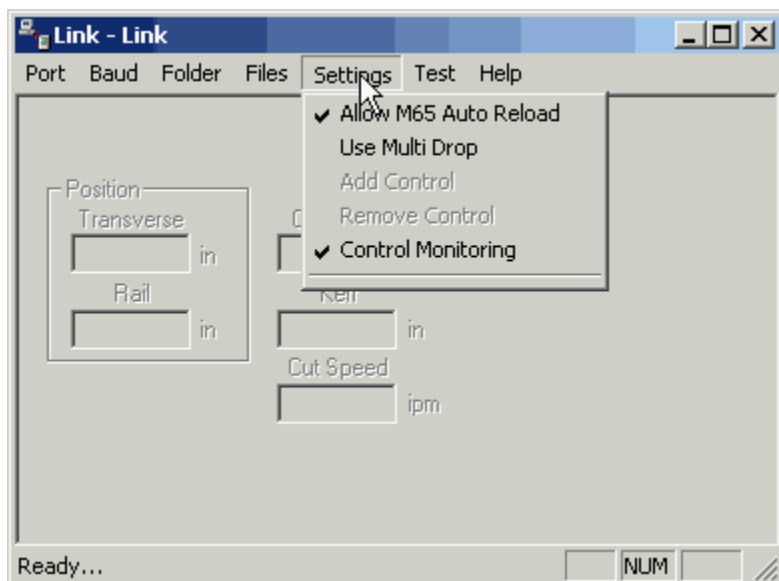 Link - Link
Port Baud Folder Files Settings Test Help
Allow M65 Auto Reload
Use Multi Drop
Add Control
Remove Control
Control Monitoring
Position
Transverse
in
Rail
in
Kerf
in
Cut Speed
ipm
Ready...
NUM